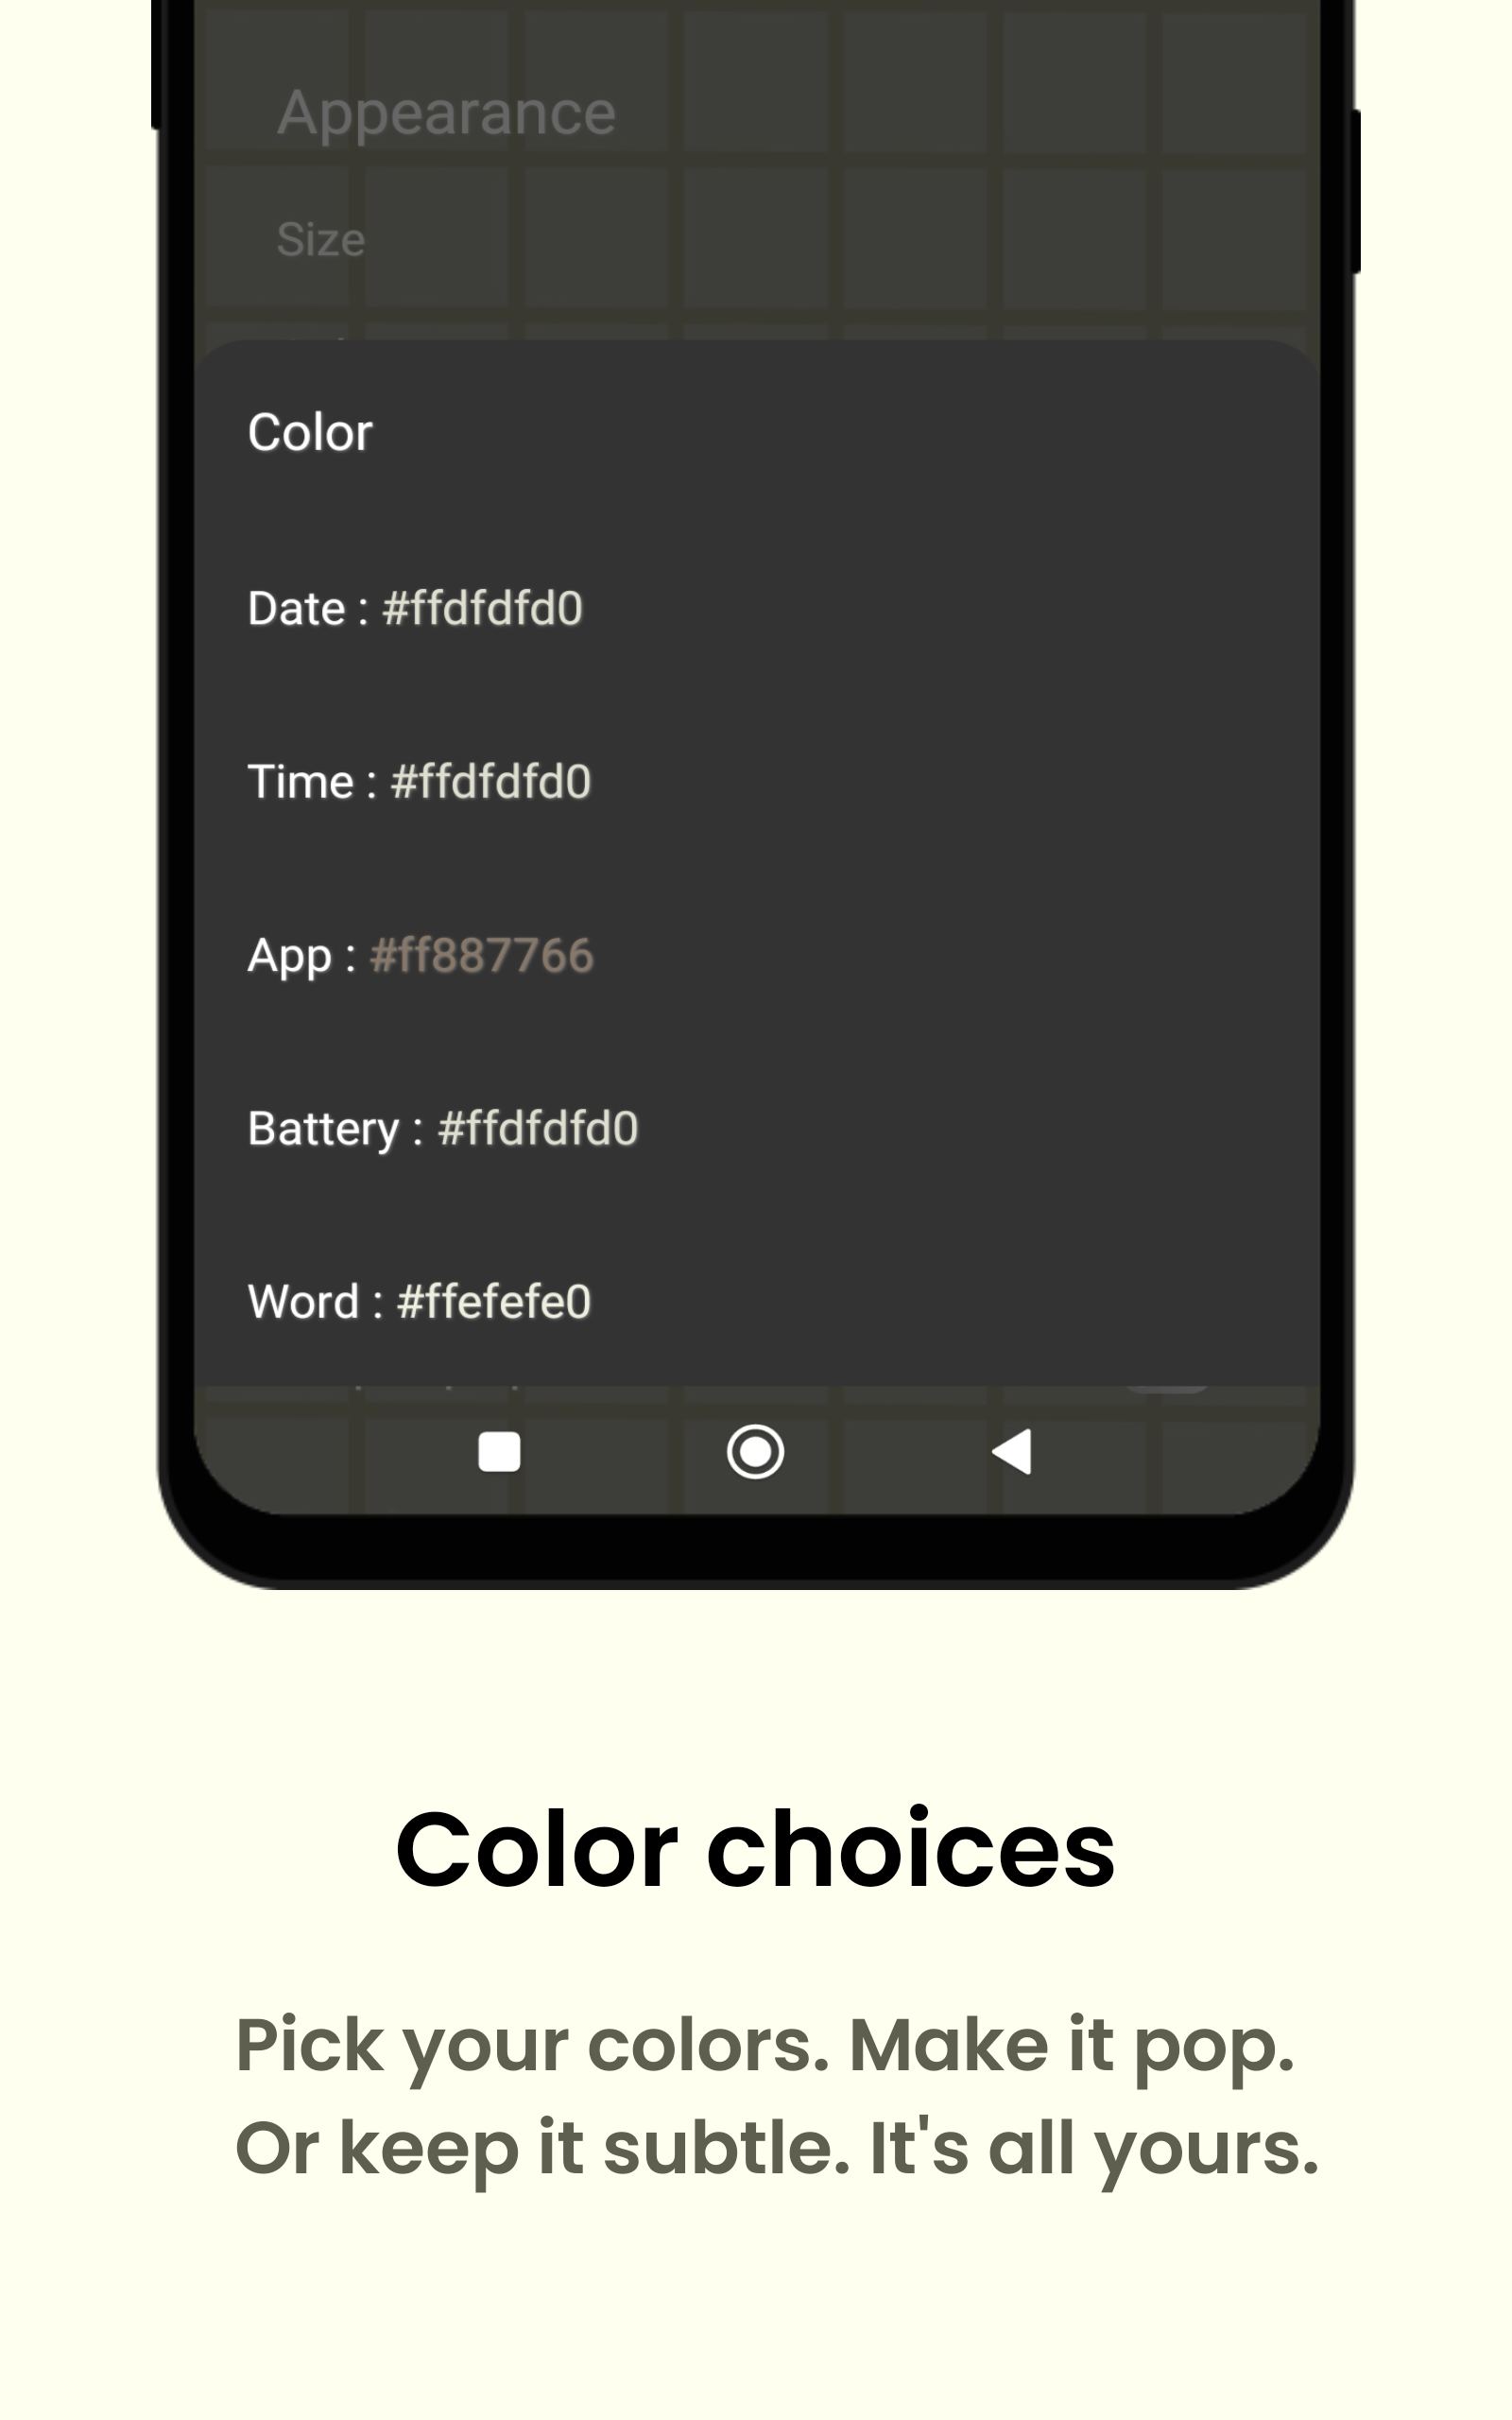 Appearance
Size
Color
Date : #ffdfdfd0
Time : #ffdfdfd0
App : #ff887766
Battery : #ffdfdfd0
Word : #ffefefe0
Color choices
Pick your colors. Make it pop.
Or keep it subtle. It's all yours.